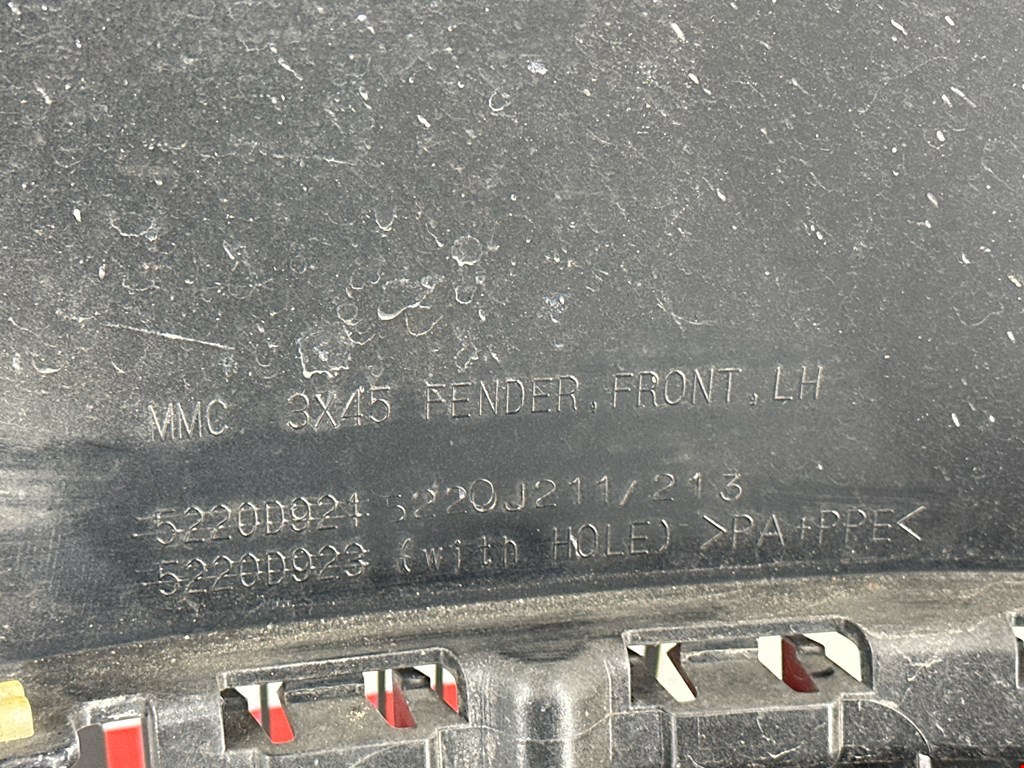 MMC 3X45 FENDER,FRONT,LH
5220D921 5220J211/213
5220D923 (with HOLE) >PA+PPE<